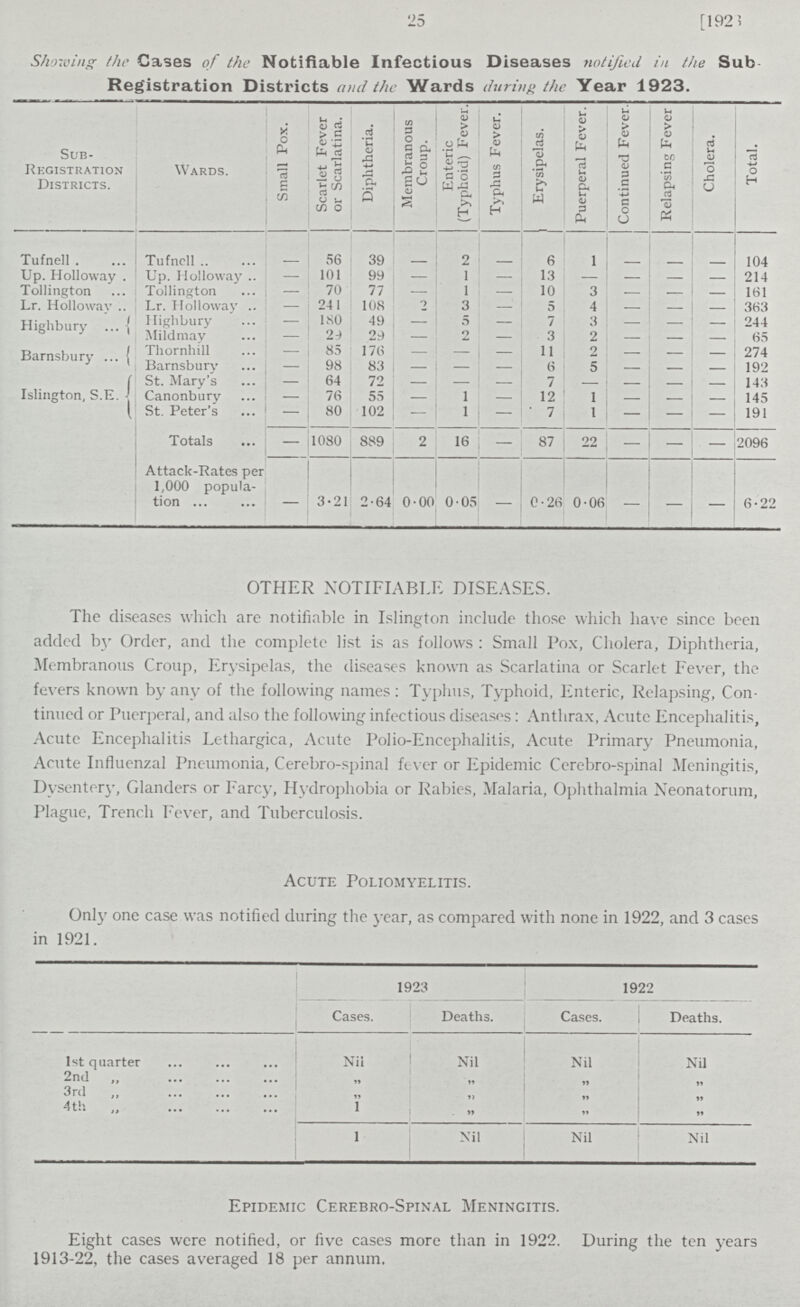 25
[1923
Showing the Cases of the Notifiable Infectious Diseases notified in the Sub-
Registration Districts and the Wards during the Year 1923.
Sub-Registration Districts. Wards. Small Pox. Scarlet Fever or Scarlatina. Diphtheria. Membranous Croup. Enteric (Typhoid) Fever. Typhus Fever. Erysipelas. Puerperal Fever. Continued Fever. Relapsing Fever Cholera. Total.
Tufnell . ... Tufnell .. ... — 56 39 — 2 — 6 1 — — — 104
Up. Holloway . Up. Holloway .. — 101 99 — 1 — 13 — — — — 214
Tollington ... Tollington ... — 70 77 — 1 — 10 3 — — — 161
Lr. Holloway .. Lr. Holloway .. — 241 108 2 3 — 5 4 — — — 363
Highbury ... { Highbury ... — 180 49 — 5 — 7 3 — — — 244
Mildmay ... — 29 29 — 2 — 3 2 — — — 65
Barnsbury ... { Thornhill ... — 85 176 — — — 11 2 — — — 274
Barnsbury ... — 98 83 — — — 6 5 — — — 192
Islington, S.E. { St. Mary's ... — 64 72 — — — 7 — — — — 143
Canonbury ... — 76 55 — 1 — 12 1 — — — 145
St. Peter's ... — 80 102 — 1 — 7 1 — — — 191
Totals ... — 1080 889 2 16 — 87 22 — — — 2096
Attack-Rates per
1,000 popula-
tion ... ... — 3·21 2·64 0·00 0·05 — 0·26 0·06 — — — 6·22
OTHER NOTIFIABLE DISEASES.
The diseases which are notifiable in Islington include those which have since been
added by Order, and the complete list is as follows : Small Pox, Cholera, Diphtheria,
Membranous Croup, Erysipelas, the diseases known as Scarlatina or Scarlet Fever, the
fevers known by any of the following names : Typhus, Typhoid, Enteric, Relapsing, Con-
tinued or Puerperal, and also the following infectious diseases : Anthrax, Acute Encephalitis,
Acute Encephalitis Lethargica, Acute Polio-Encephalitis, Acute Primary Pneumonia,
Acute Influenzal Pneumonia, Cerebro-spinal fever or Epidemic Cerebro-spinal Meningitis,
Dysentery, Glanders or Farcy, Hydrophobia or Rabies, Malaria, Ophthalmia Neonatorum,
Plague, Trench Fever, and Tuberculosis.
Acute Poliomyelitis.
Only one case was notified during the year, as compared with none in 1922, and 3 cases
in 1921.
1923 1922
Cases. Deaths. Cases. Deaths.
1st quarter ... ... ... Nil Nil Nil Nil
2nd „ ... ... ... „ „ „ „
3rd „ ... ... ... „ „ „ „
4th „ ... ... ... 1 „ „ „
1 Nil Nil Nil
Epidemic Cerebro-Spinal Meningitis.
Eight cases were notified, or five cases more than in 1922. During the ten years
1913-22, the cases averaged 18 per annum.